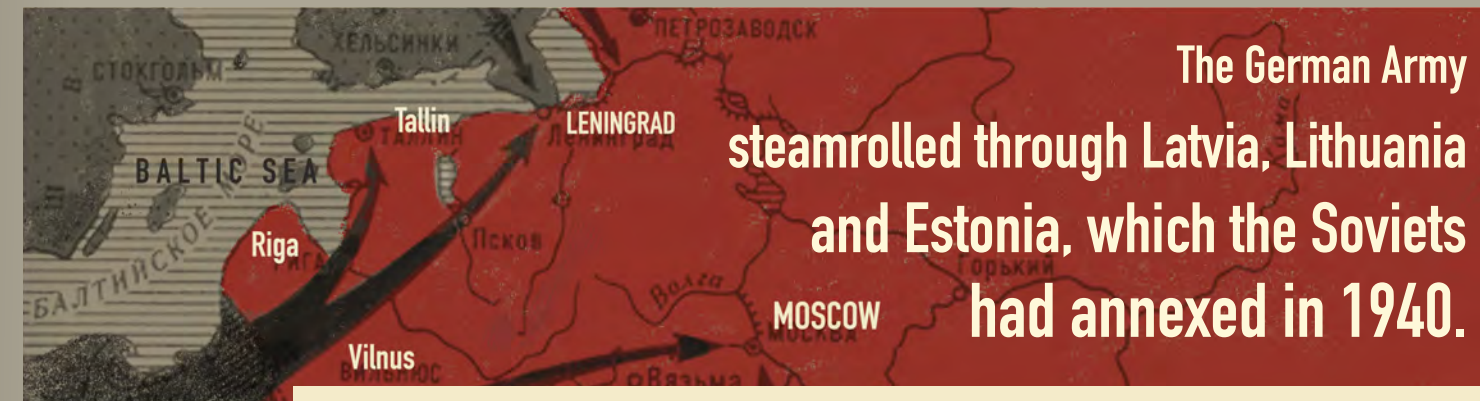 ПЕТРОЗАВОДСК
ХЕЛЬСИНКИ
СТОКГОЛЬМ
The German Army
Tallin
ТАЛЛИН
LENINGRAD
Ленинград
steamrolled through Latvia, Lithuania
BALTIC SEA
and Estonia, which the Soviets
Riga
РИГА
Псков
Горький
БАЛТИЙСКОЕ МОРЕ
Волга
had annexed in 1940.
MOSCOW
МОСКВА
Vilnus
ВИЛЬНЮС
Вязьма